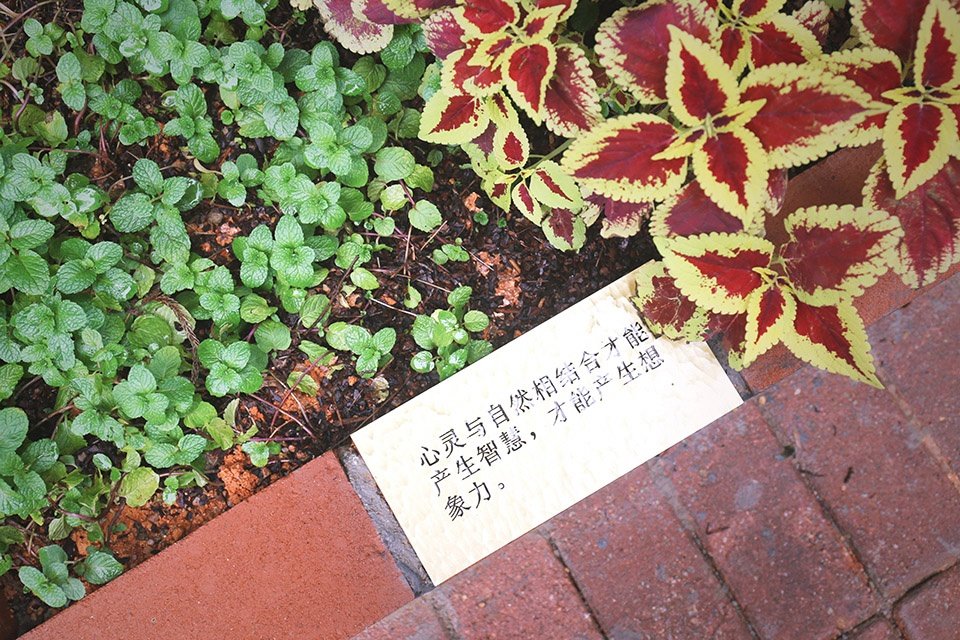 心灵与自然相结合才能
产生智慧，才能产生想
象力。